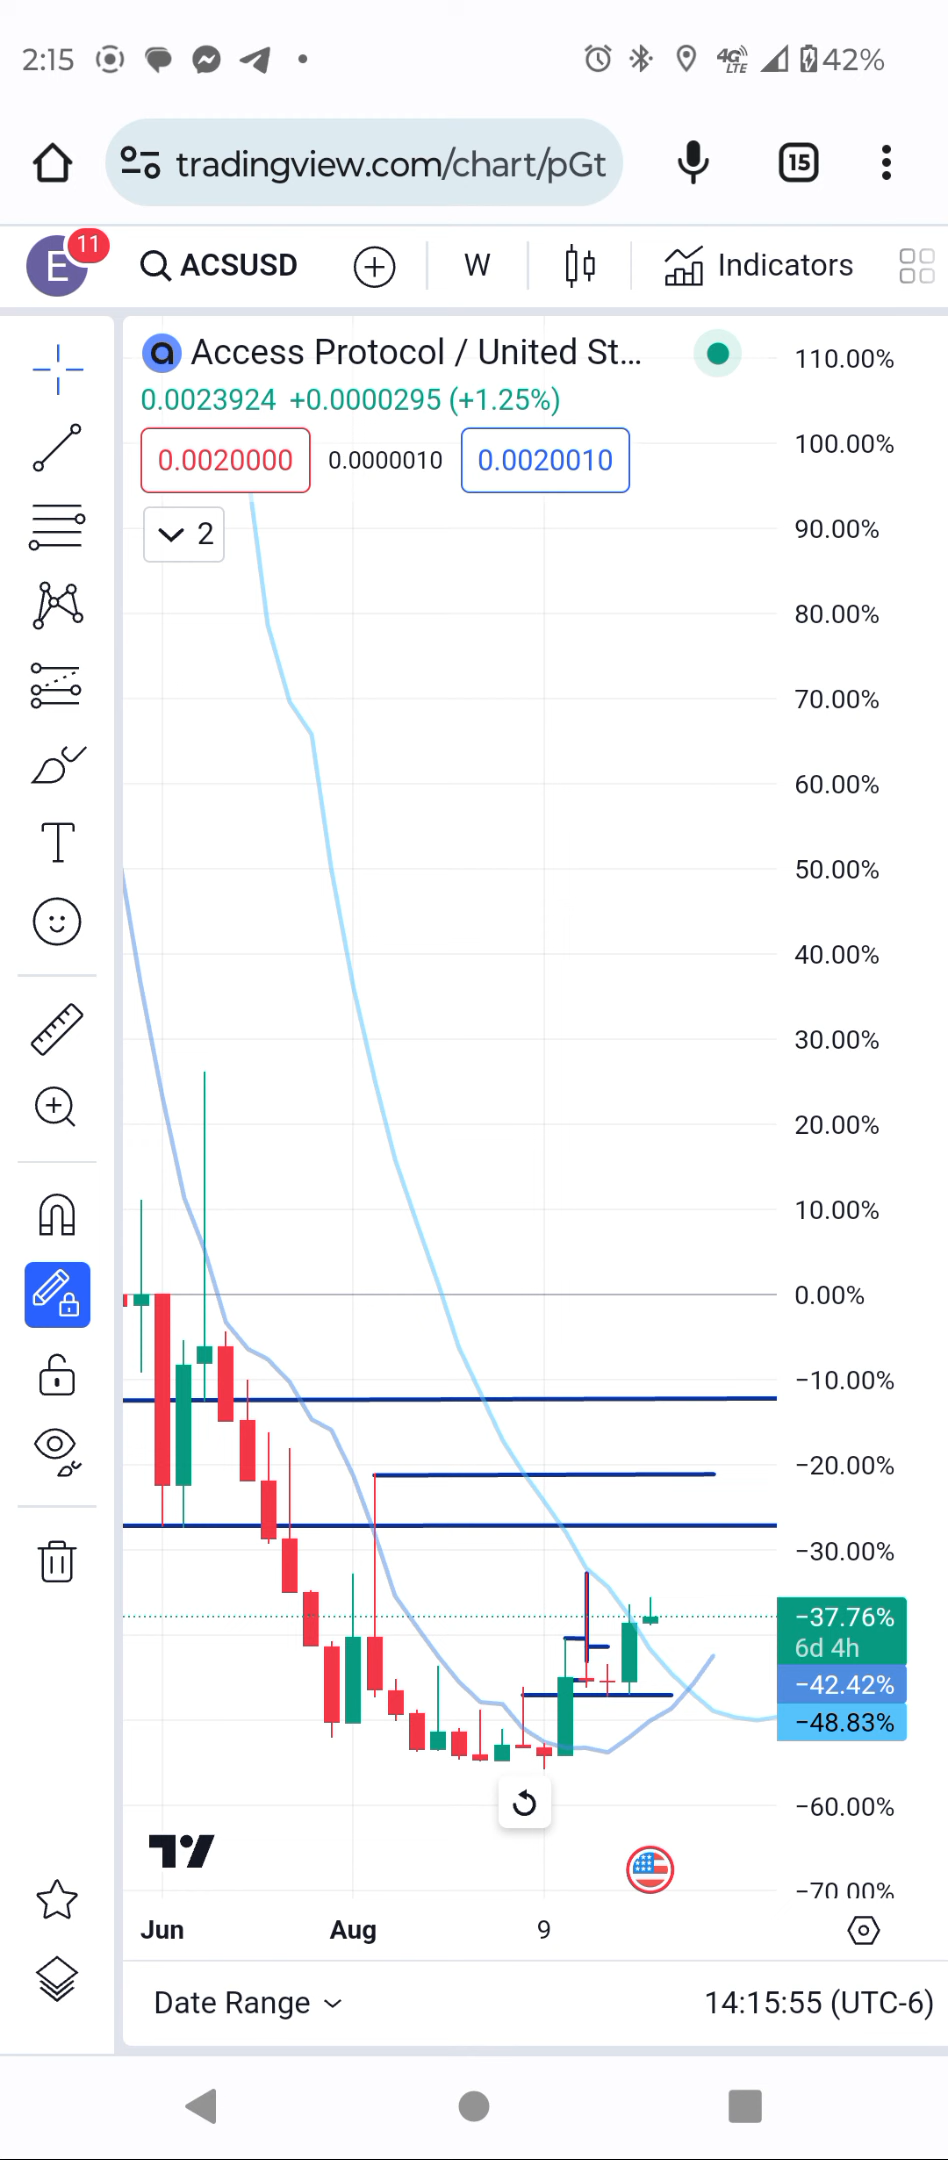 2:15 4G LTE 42%
tradingview.com/chart/pGt 15
E 11 ACSUSD W Indicators
Access Protocol / United St...
0.0023924 +0.0000295 (+1.25%)
0.0020000 0.0000010 0.0020010
2
110.00%
100.00%
90.00%
80.00%
70.00%
60.00%
50.00%
40.00%
30.00%
20.00%
10.00%
0.00%
−10.00%
−20.00%
−30.00%
−37.76%
6d 4h
−42.42%
−48.83%
−60.00%
−70.00%
Jun Aug 9
Date Range 14:15:55 (UTC-6)